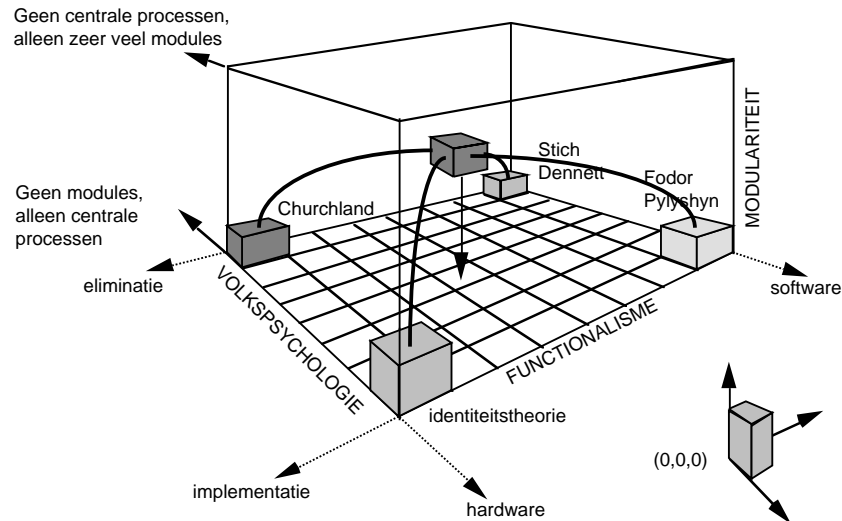 Geen centrale processen,
alleen zeer veel modules
Stich
Dennett
Fodor
Pylyshyn
MODULARITEIT
Geen modules,
alleen centrale
processen
Churchland
eliminatie
software
VOLKSPSYCHOLOGIE
FUNCTIONALISME
identiteitstheorie
(0,0,0)
implementatie
hardware